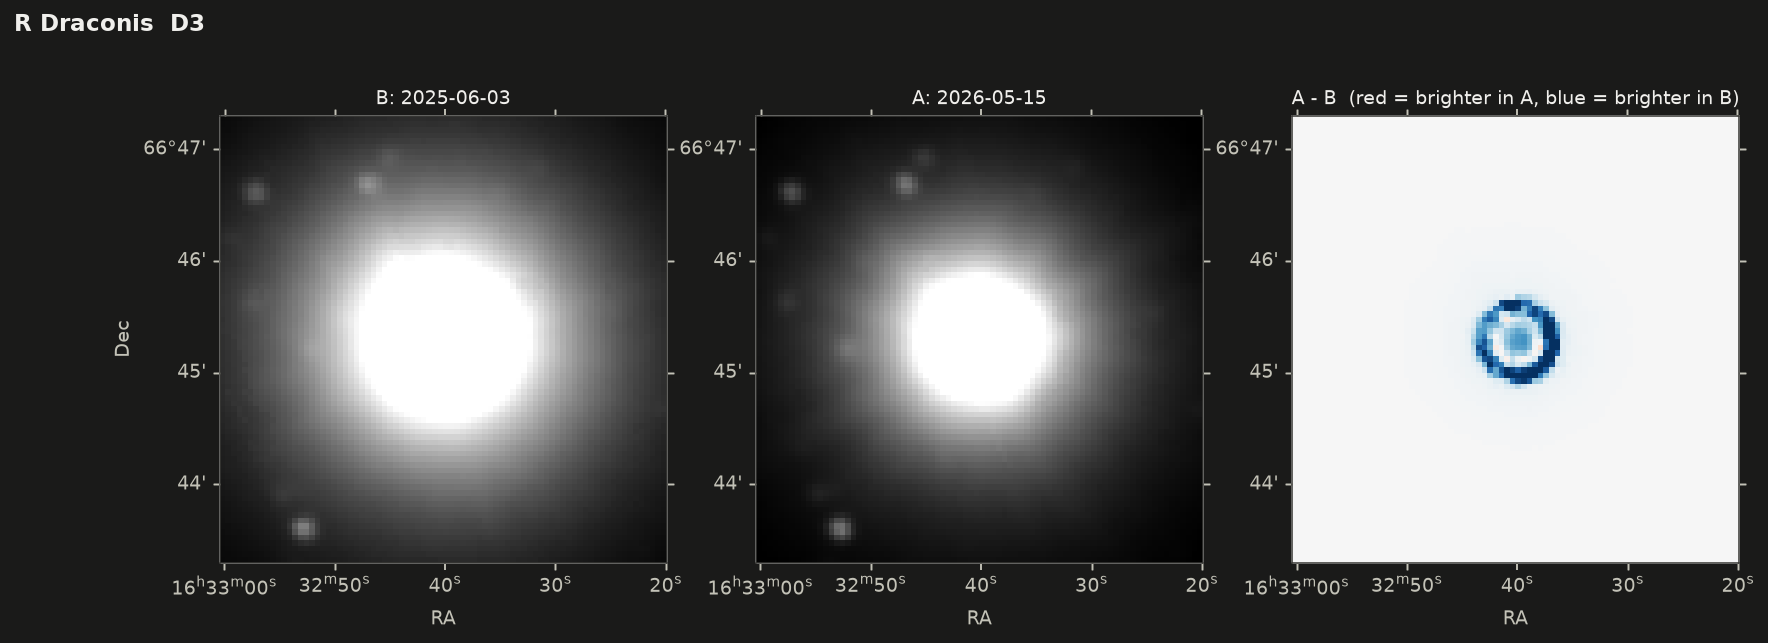 R Draconis D3
B: 2025-06-03
A: 2026-05-15
A - B (red = brighter in A, blue = brighter in B)
66°47'
46'
45'
44'
Dec
16ʰ33ᵐ00ˢ
32ᵐ50ˢ
40ˢ
30ˢ
20ˢ
RA
66°47'
46'
45'
44'
16ʰ33ᵐ00ˢ
32ᵐ50ˢ
40ˢ
30ˢ
20ˢ
RA
66°47'
46'
45'
44'
16ʰ33ᵐ00ˢ
32ᵐ50ˢ
40ˢ
30ˢ
20ˢ
RA